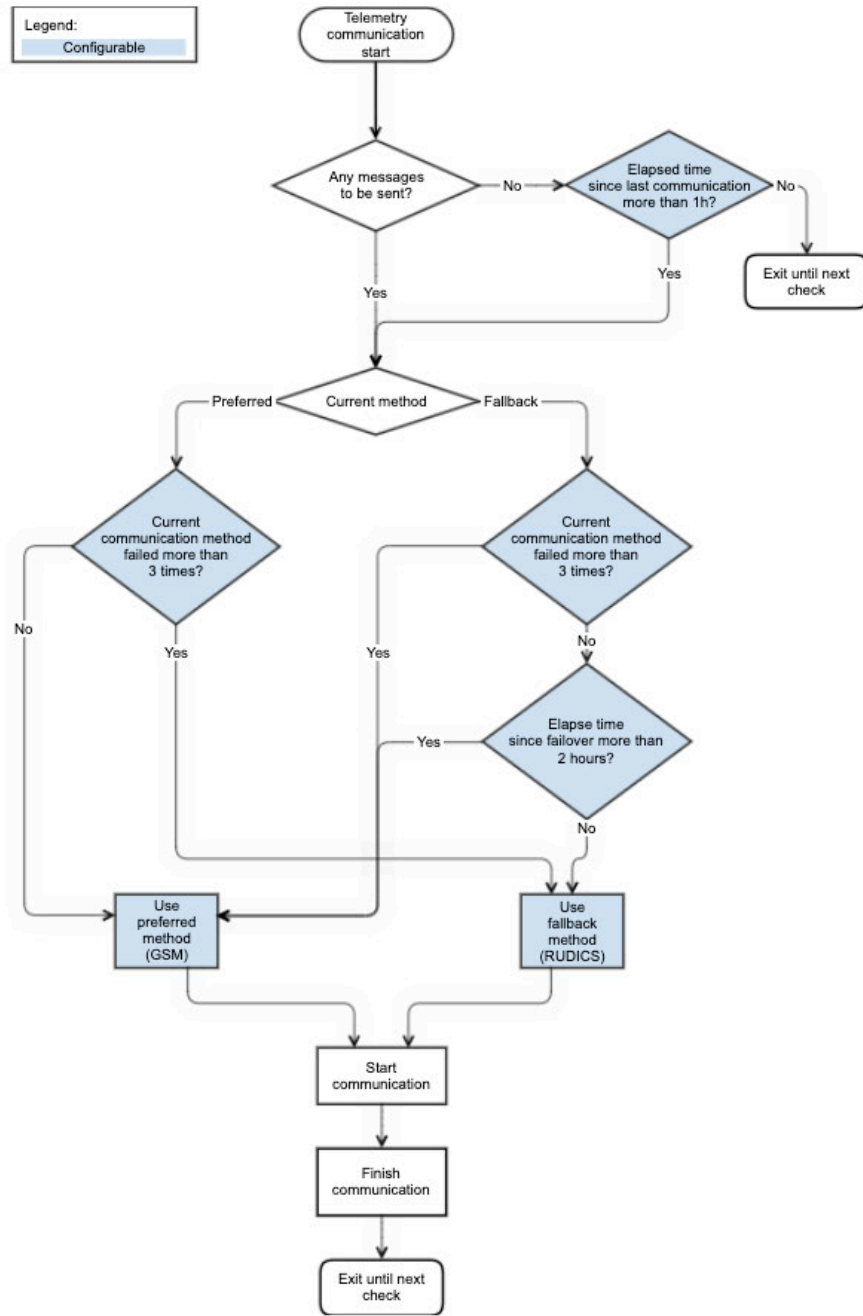 Legend:
Configurable
Telemetry
communication
start
Any messages
to be sent?
No
Elapsed time
since last communication
more than 1h?
No
Exit until next
check
Yes
Yes
Preferred
Current method
Fallback
Current
communication method
failed more than
3 times?
Current
communication method
failed more than
3 times?
No
Yes
Yes
No
Elapse time
since failover more than
2 hours?
Yes
No
Use
preferred
method
(GSM)
Use
fallback
method
(RUDICS)
Start
communication
Finish
communication
Exit until next
check